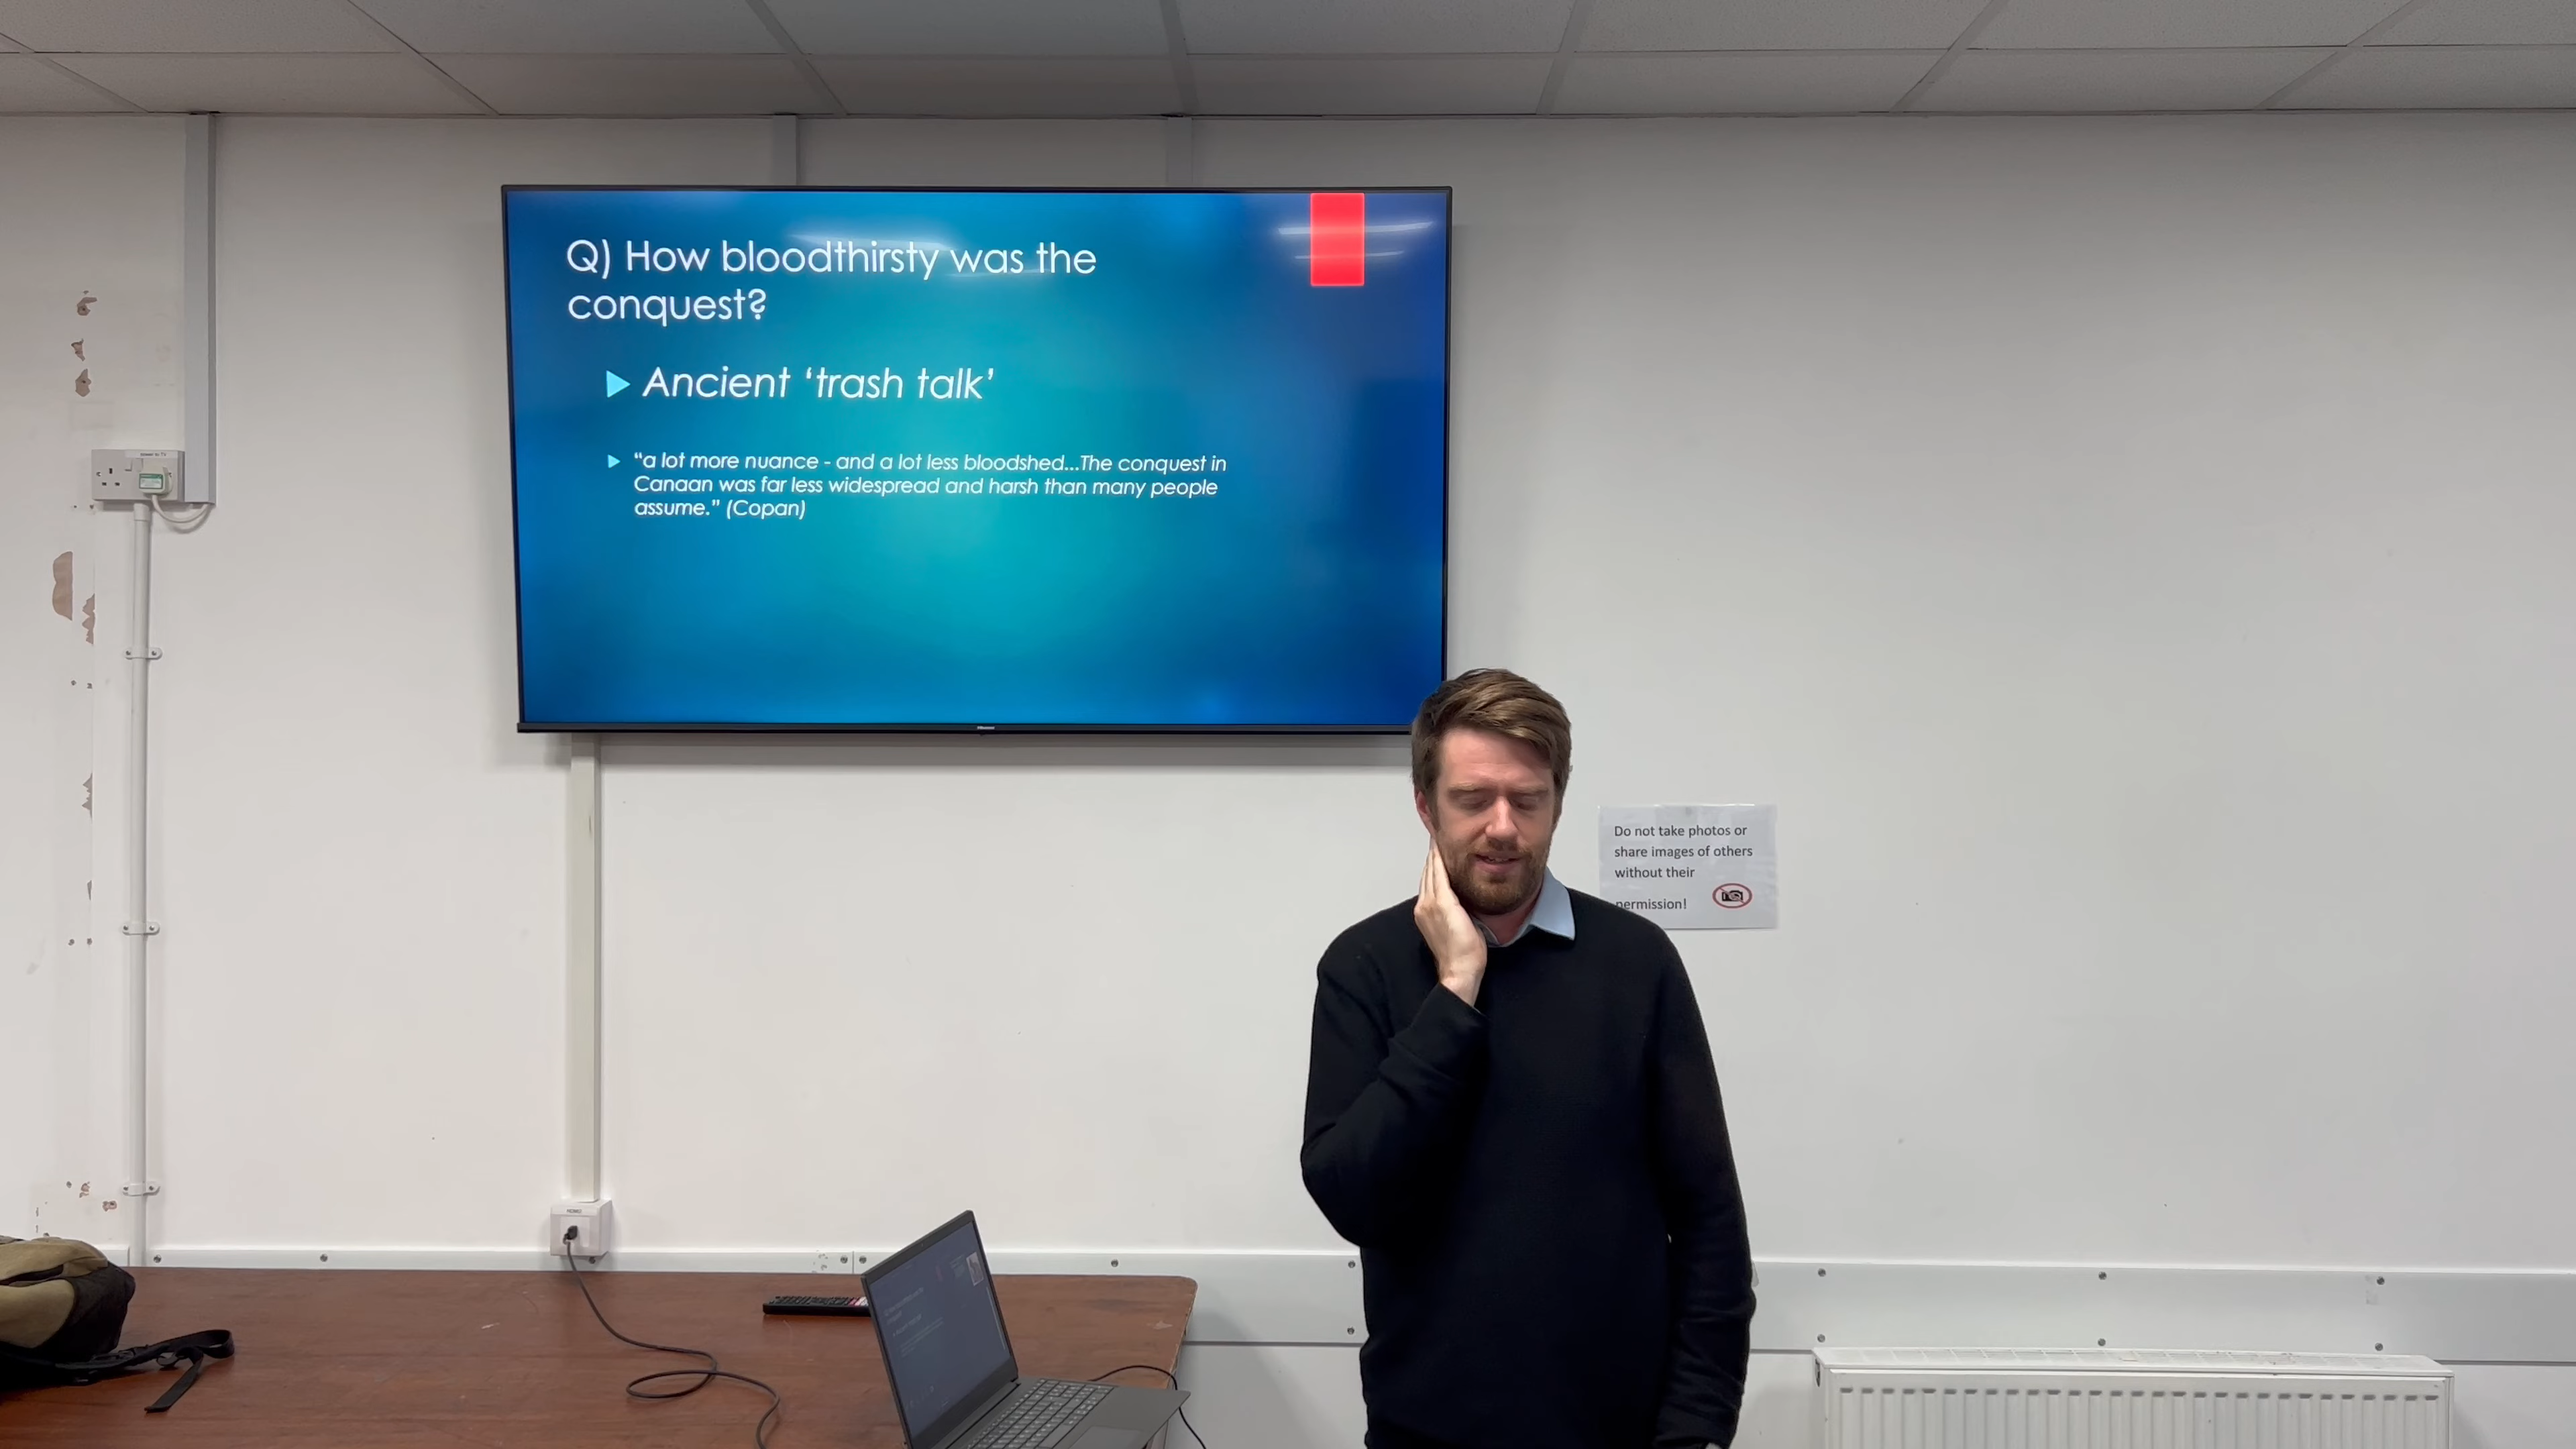 Q) How bloodthirsty was the
conquest?
Ancient ‘trash talk’
“a lot more nuance - and a lot less bloodshed...The conquest in
Canaan was far less widespread and harsh than many people
assume.” (Copan)
Do not take photos or
share images of others
without their
permission!